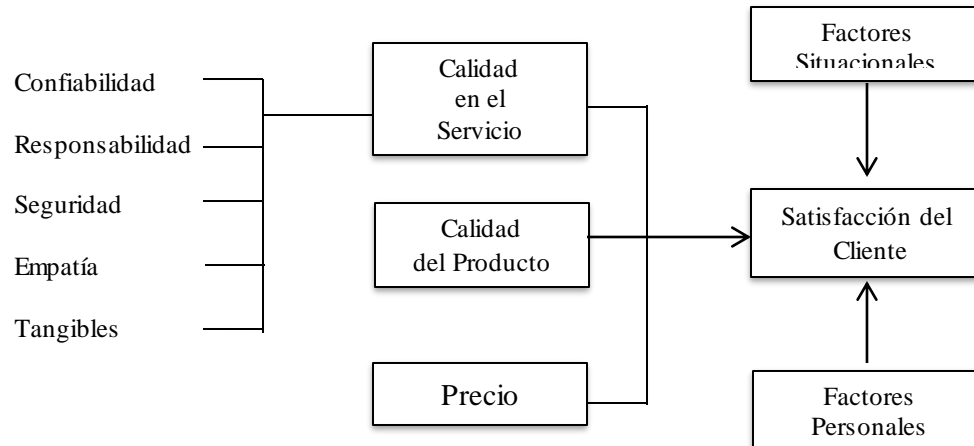 Confiabilidad
Responsabilidad
Seguridad
Empatía
Tangibles
Calidad
en el
Servicio
Calidad
del Producto
Precio
Factores
Situacionales
Satisfacción del
Cliente
Factores
Personales